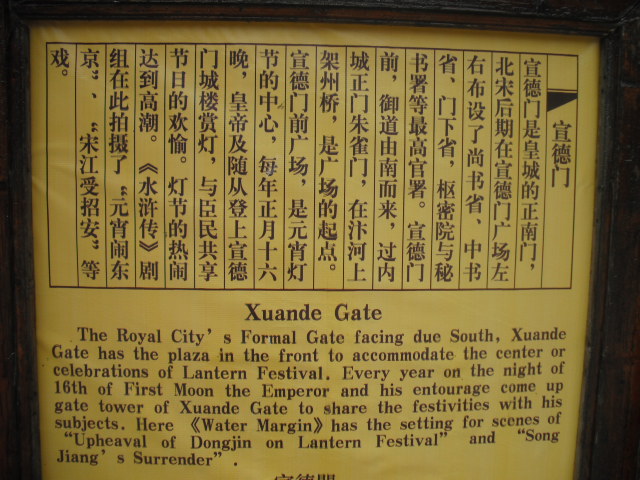 宣德门
宣德门是皇城的正南门，
北宋后期在宣德门广场左
右布设了尚书省、中书
省、门下省，枢密院与秘
书署等最高官署。宣德门
前，御道由南而来，过内
城正门朱雀门，在汴河上
架州桥，是广场的起点。
宣德门前广场，是元宵灯
节的中心，每年正月十六
晚，皇帝及随从登上宣德
门城楼赏灯，与臣民共享
节日的欢愉。灯节的热闹
达到高潮。《水浒传》剧
组在此拍摄了“元宵闹东
京”、“宋江受招安”等
戏。
Xuande Gate
The Royal City's Formal Gate facing due South, Xuande
Gate has the plaza in the front to accommodate the center or
celebrations of Lantern Festival. Every year on the night of
16th of First Moon the Emperor and his entourage come up
gate tower of Xuande Gate to share the festivities with his
subjects. Here 《Water Margin》has the setting for scenes of
“Upheaval of Dongjin on Lantern Festival” and “Song
Jiang's Surrender”.